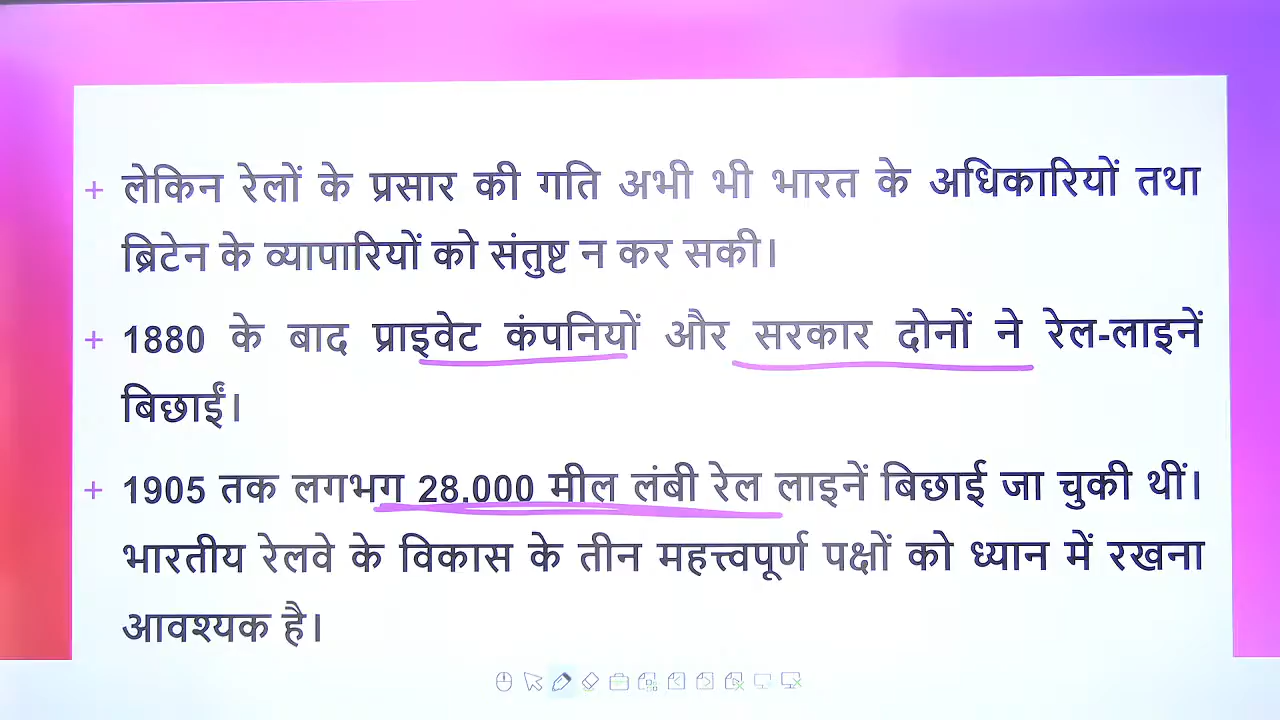 + लेकिन रेलों के प्रसार की गति अभी भी भारत के अधिकारियों तथा
ब्रिटेन के व्यापारियों को संतुष्ट न कर सकी।
+ 1880 के बाद प्राइवेट कंपनियों और सरकार दोनों ने रेल-लाइनें
बिछाईं।
+ 1905 तक लगभग 28.000 मील लंबी रेल लाइनें बिछाई जा चुकी थीं।
भारतीय रेलवे के विकास के तीन महत्त्वपूर्ण पक्षों को ध्यान में रखना
आवश्यक है।